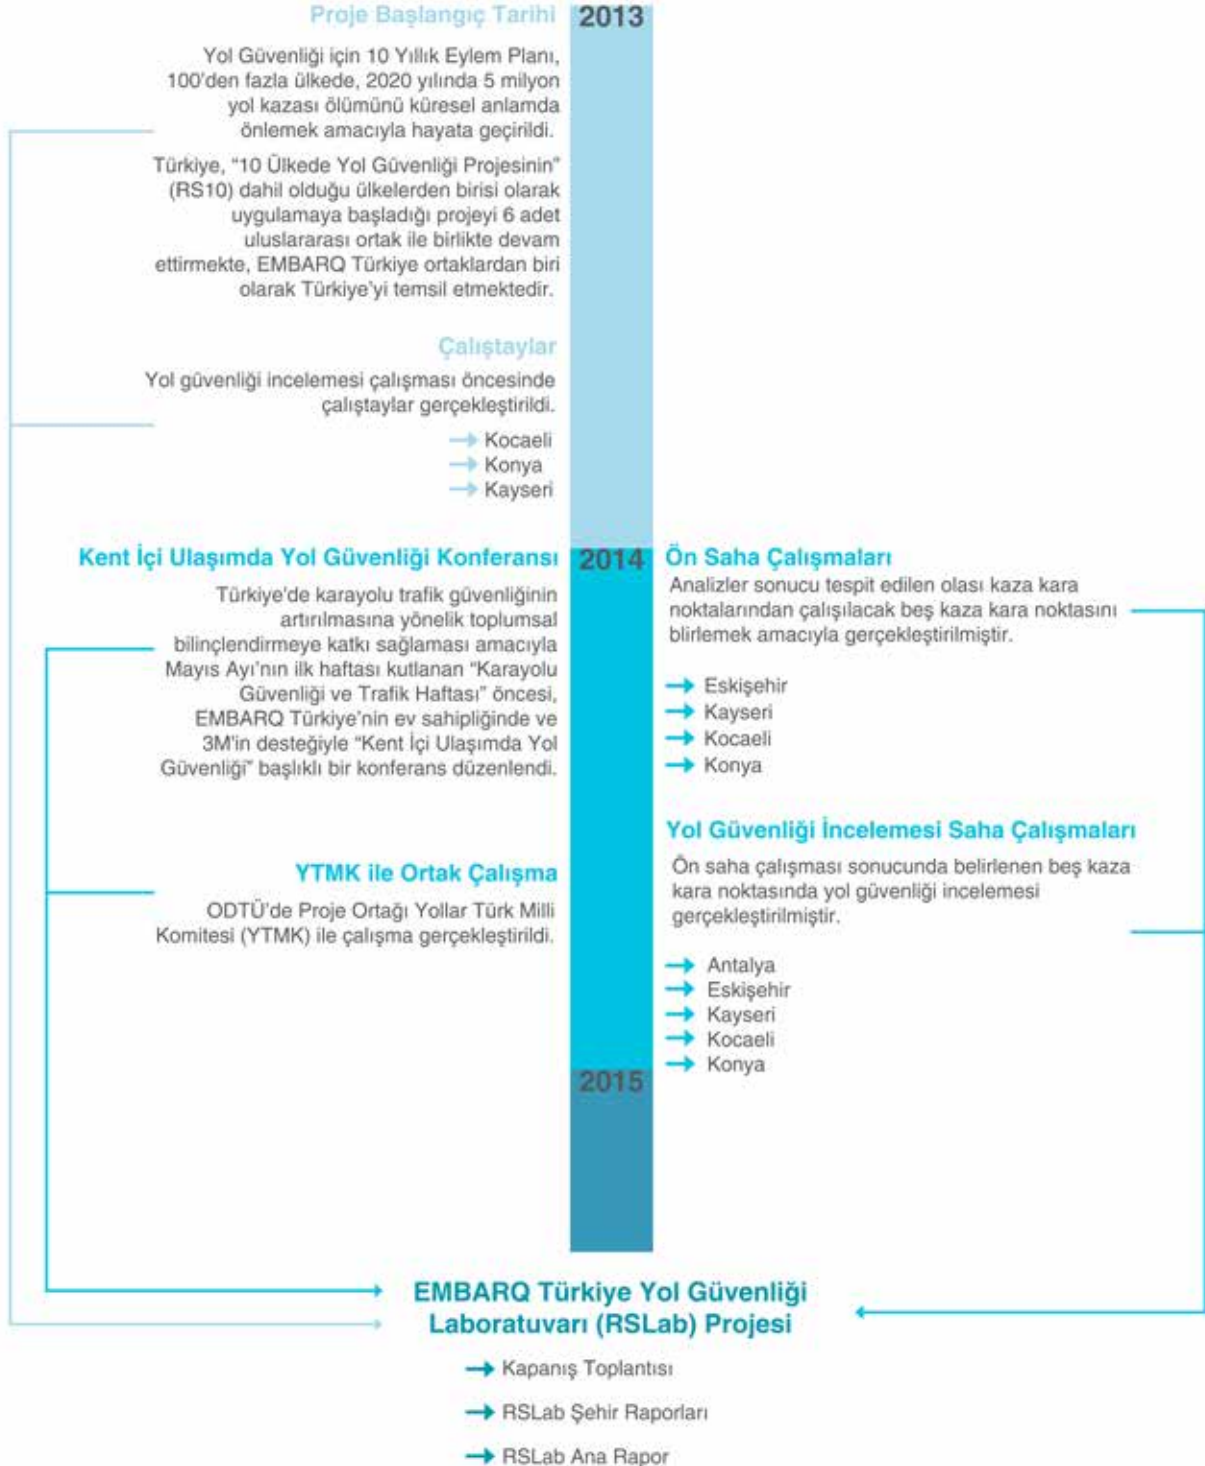 Proje Başlangıç Tarihi
2013
Yol Güvenliği için 10 Yıllık Eylem Planı,
100'den fazla ülkede, 2020 yılında 5 milyon
yol kazası ölümünü küresel anlamda
önlemek amacıyla hayata geçirildi.
Türkiye, “10 Ülkede Yol Güvenliği Projesinin”
(RS10) dahil olduğu ülkelerden birisi olarak
uygulamaya başladığı projeyi 6 adet
uluslararası ortak ile birlikte devam
ettirmekte, EMBARQ Türkiye ortaklardan biri
olarak Türkiye'yi temsil etmektedir.
Çalıştaylar
Yol güvenliği incelemesi çalışması öncesinde
çalıştaylar gerçekleştirildi.
Kocaeli
Konya
Kayseri
Kent İçi Ulaşımda Yol Güvenliği Konferansı
2014
Türkiye'de karayolu trafik güvenliğinin
artırılmasına yönelik toplumsal
bilinçlendirmeye katkı sağlaması amacıyla
Mayıs Ayı'nın ilk haftası kutlanan “Karayolu
Güvenliği ve Trafik Haftası” öncesi,
EMBARQ Türkiye'nin ev sahipliğinde ve
3M'in desteğiyle “Kent İçi Ulaşımda Yol
Güvenliği” başlıklı bir konferans düzenlendi.
YTMK ile Ortak Çalışma
ODTÜ'de Proje Ortağı Yollar Türk Milli
Komitesi (YTMK) ile çalışma gerçekleştirildi.
Ön Saha Çalışmaları
Analizler sonucu tespit edilen olası kaza kara
noktalarından çalışılacak beş kaza kara noktasını
blirlemek amacıyla gerçekleştirilmiştir.
Eskişehir
Kayseri
Kocaeli
Konya
Yol Güvenliği İncelemesi Saha Çalışmaları
Ön saha çalışması sonucunda belirlenen beş kaza
kara noktasında yol güvenliği incelemesi
gerçekleştirilmiştir.
Antalya
Eskişehir
Kayseri
Kocaeli
Konya
2015
EMBARQ Türkiye Yol Güvenliği
Laboratuvarı (RSLab) Projesi
Kapanış Toplantısı
RSLab Şehir Raporları
RSLab Ana Rapor